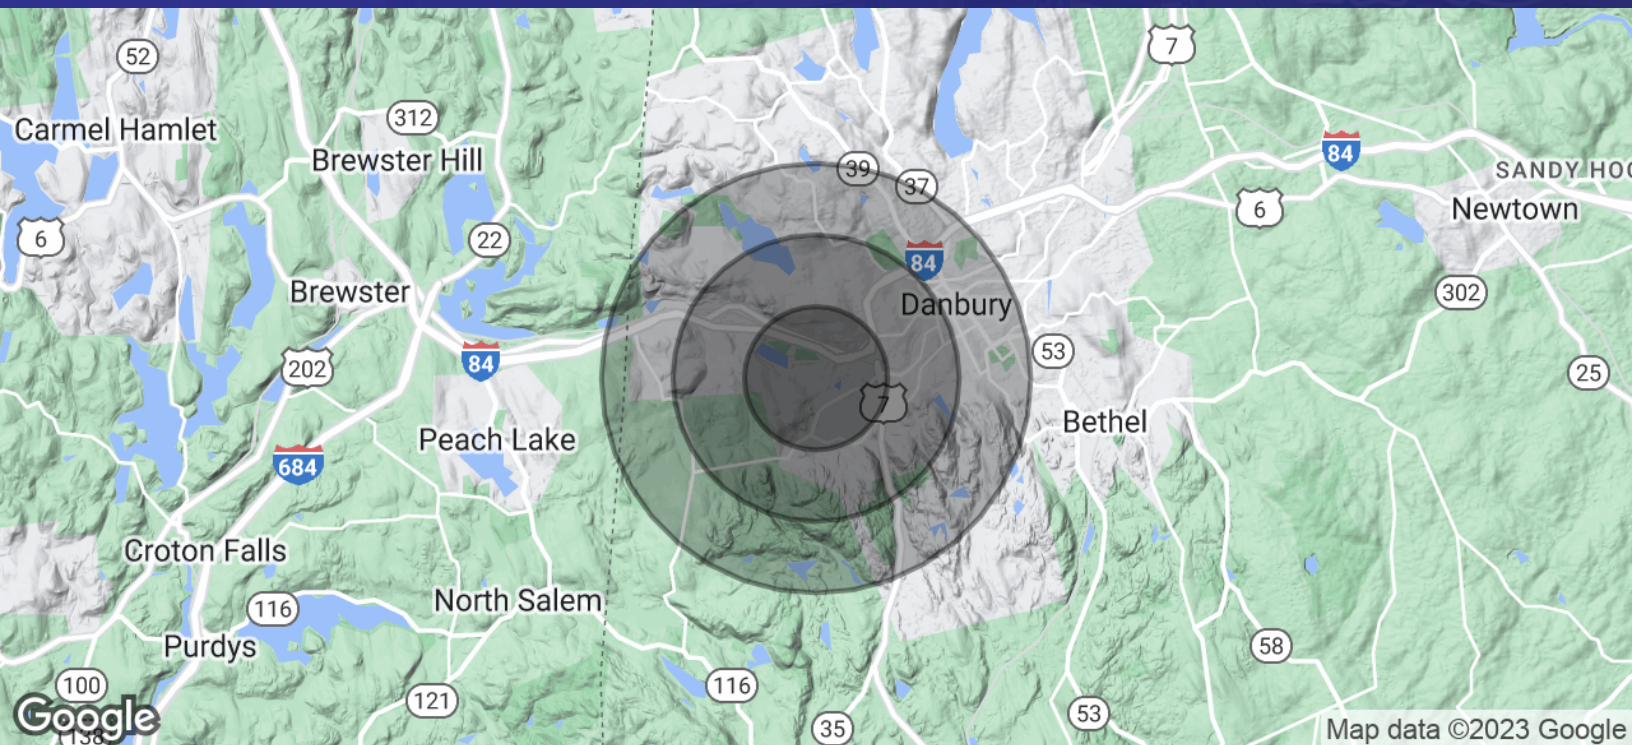 7
52
312
Carmel Hamlet
84
Brewster Hill
SANDY HOO
39
37
6
Newtown
6
22
84
Brewster
302
Danbury
53
84
202
25
7
Bethel
Peach Lake
684
Croton Falls
North Salem
116
Purdys
58
100
116
121
53
Google
35
Map data ©2023 Google
138